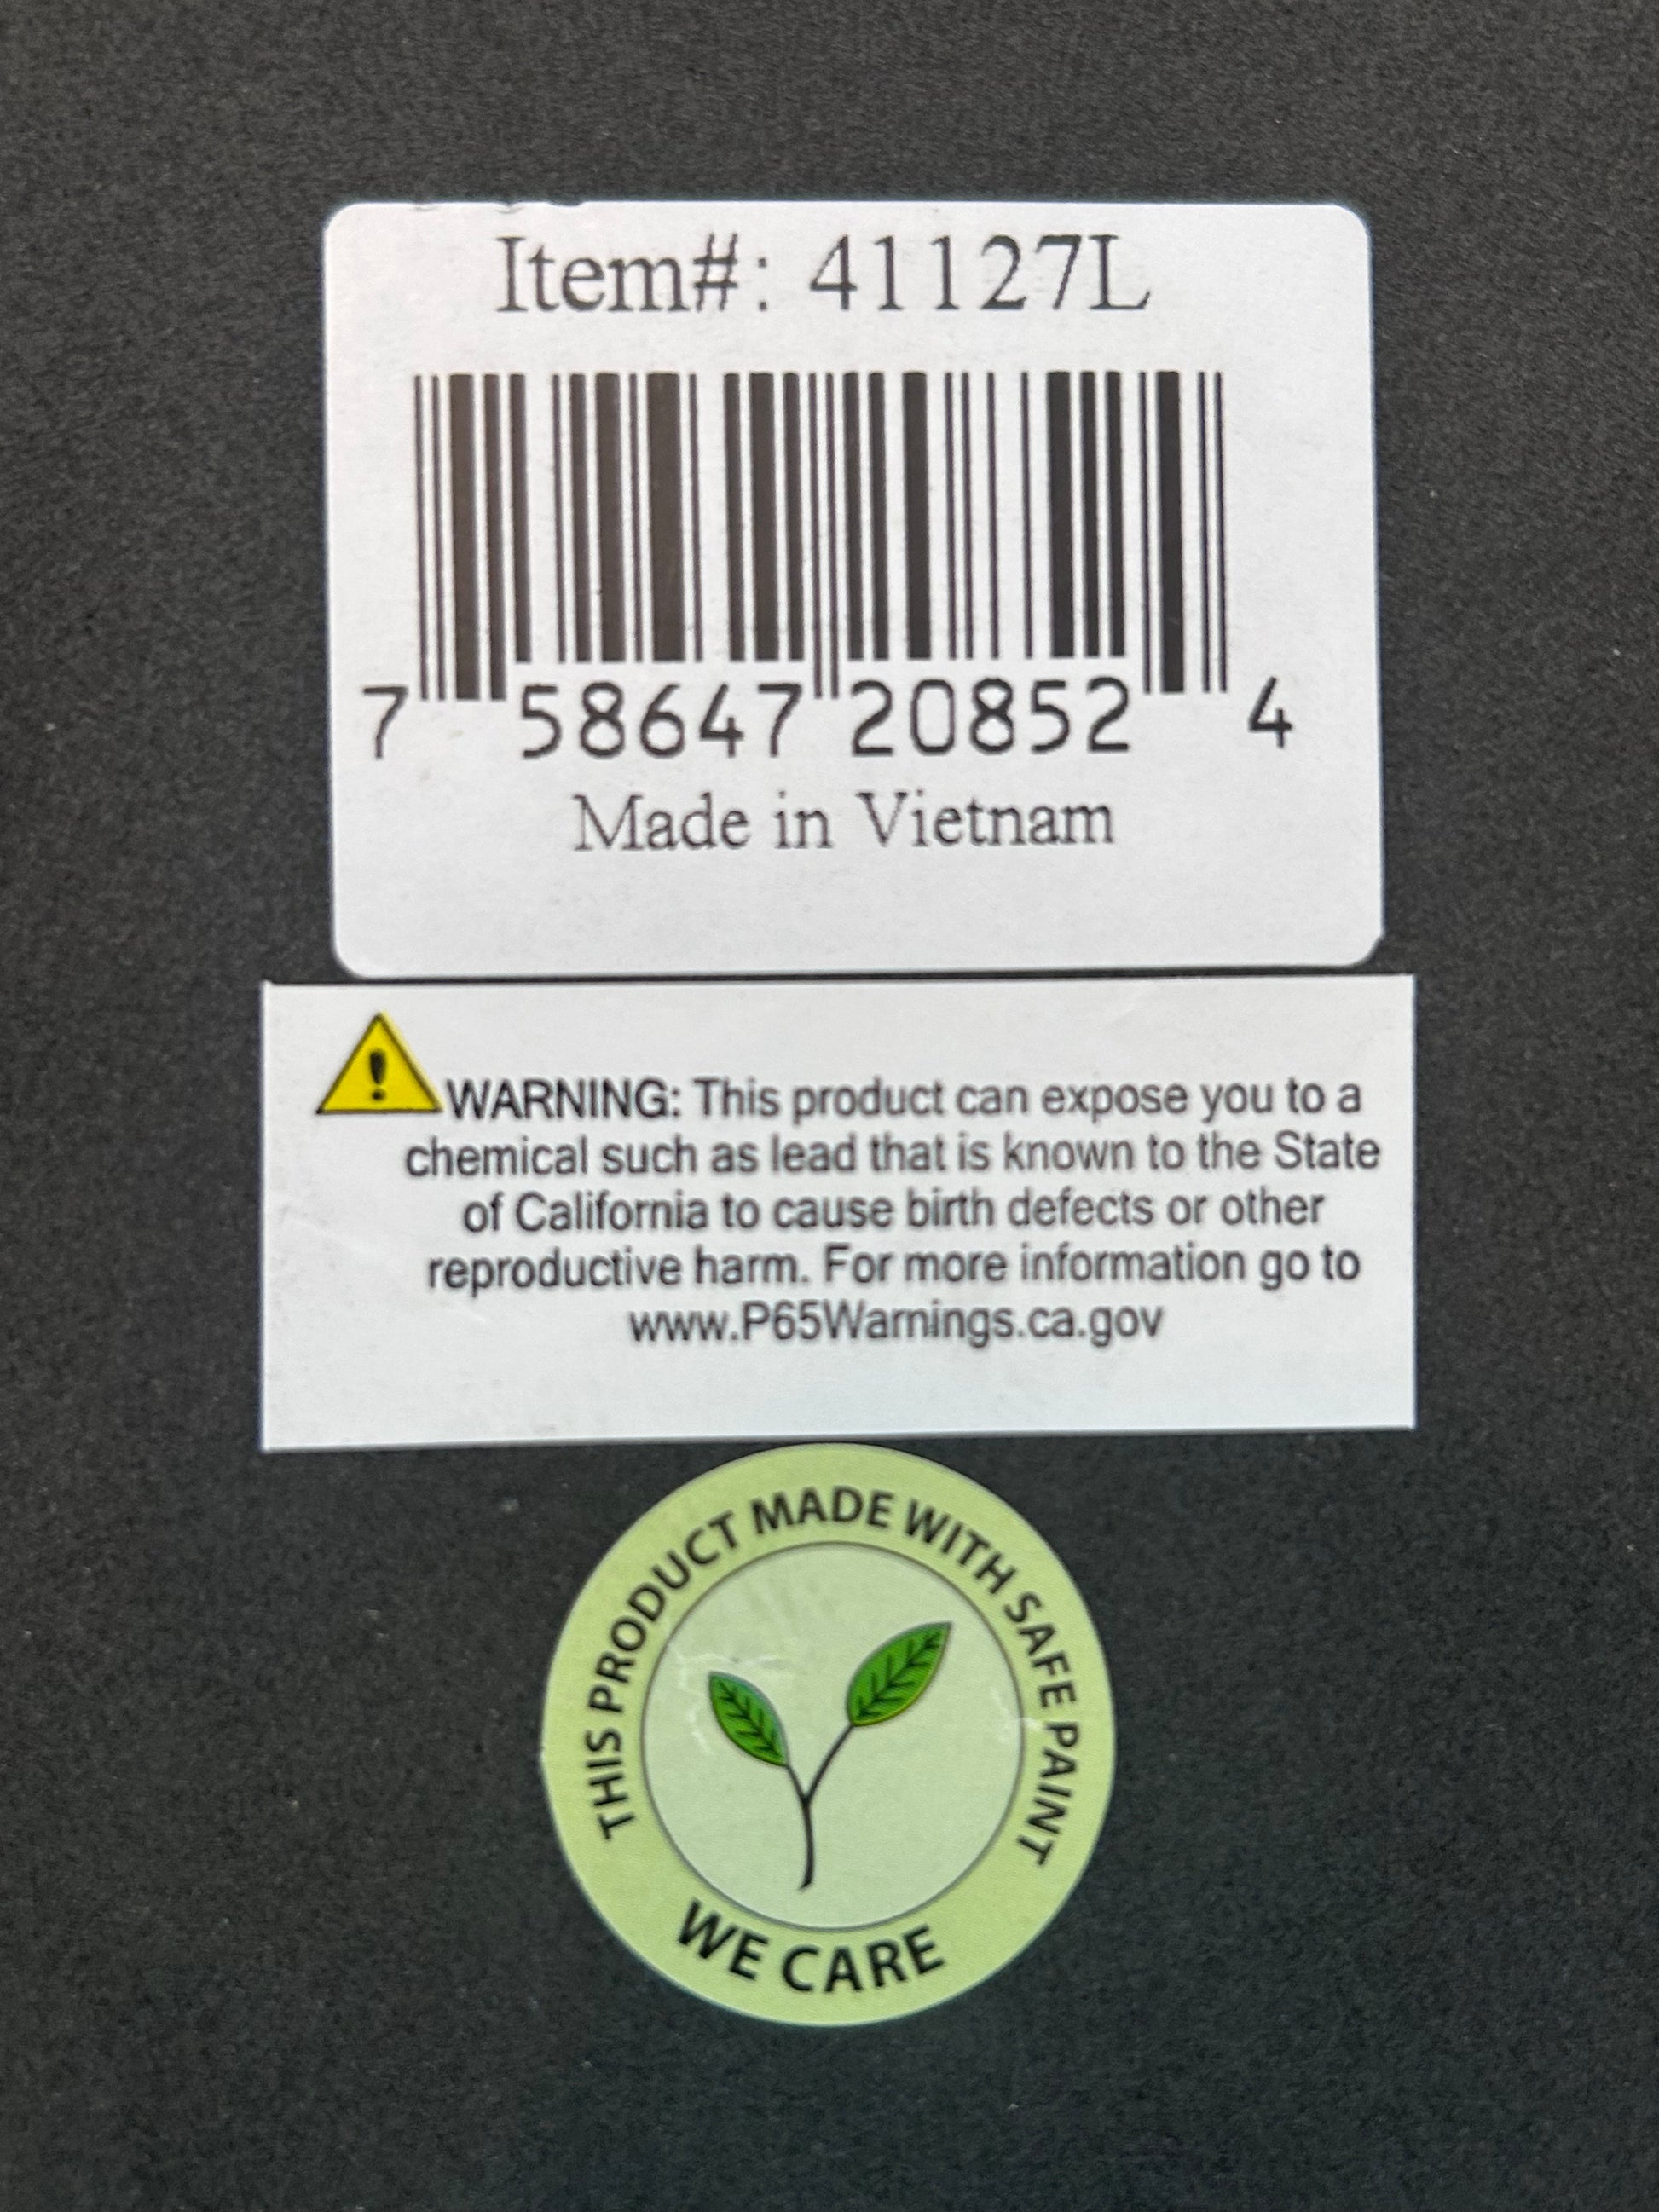 Item#: 41127L
7 58647 20852 4
Made in Vietnam
WARNING: This product can expose you to a
chemical such as lead that is known to the State
of California to cause birth defects or other
reproductive harm. For more information go to
www.P65Warnings.ca.gov
THIS PRODUCT MADE WITH SAFE PAINT
WE CARE